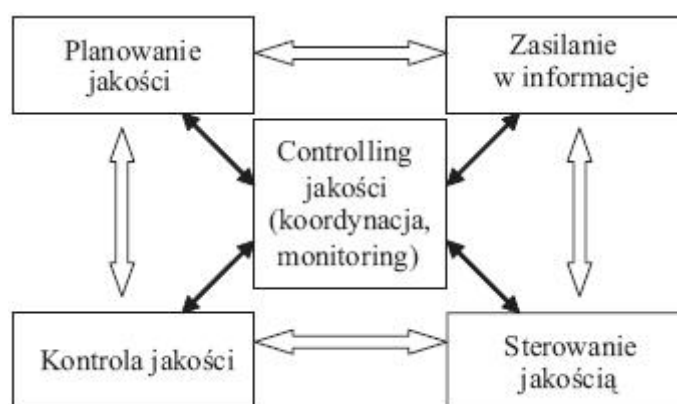 Planowanie
jakości
Zasilanie
w informacje
Controlling
jakości
(koordynacja,
monitoring)
Kontrola jakości
Sterowanie
jakością